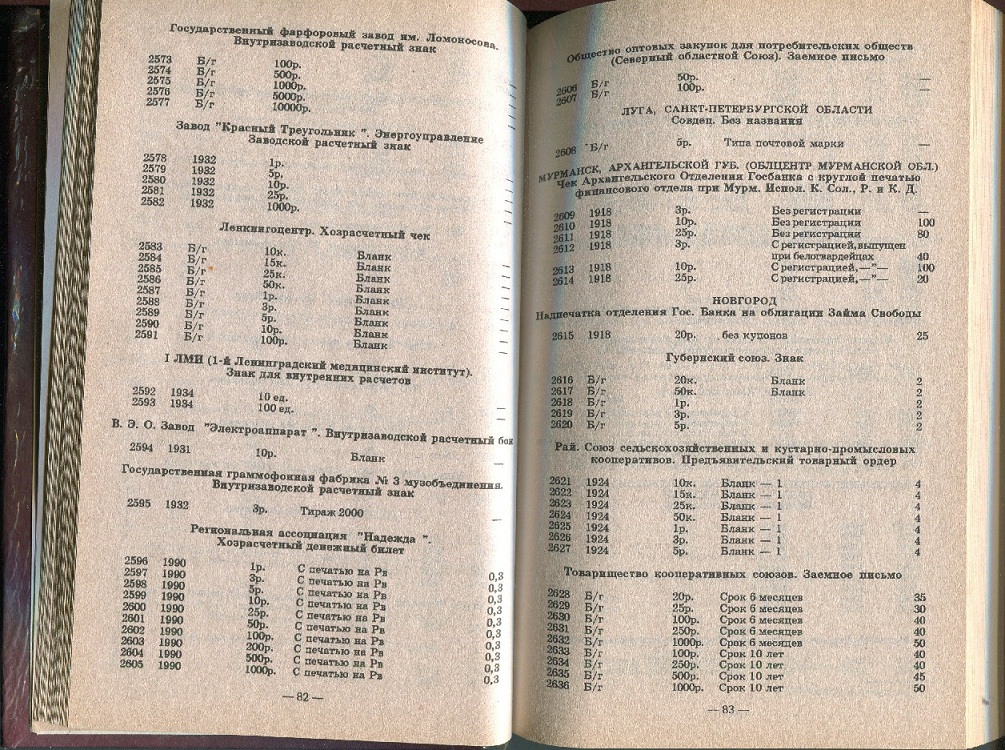 Государственный фарфоровый завод им. Ломоносова.
Внутризаводской расчетный знак
2573 Б/г 100р. —
2574 Б/г 500р. —
2575 Б/г 1000р. —
2576 Б/г 5000р. —
2577 Б/г 10000р. —
Завод "Красный Треугольник ". Энергоуправление
Заводской расчетный знак
2578 1932 1р. —
2579 1932 5р, —
2580 1932 10р. —
2581 1932 25р. —
2582 1932 1000р. —
Ленкингоцентр. Хозрасчетный чек
2583 Б/г 10к. Бланк —
2584 Б/г 15к. Бланк —
2585 Б/г 25к. Бланк —
2586 Б/г 50к. Бланк —
2587 Б/г 1р. Бланк —
2588 Б/г 3р. Бланк —
2589 Б/г 5р. Бланк —
2590 Б/г 10р. Бланк —
2591 Б/г 100р. Бланк —
I ЛМИ (1-й Ленинградский медицинский институт).
Знак для внутренних расчетов
2592 1934 10 ед. —
2593 1934 100 ед. —
В. Э. О. Завод "Электроаппарат ". Внутризаводской расчетный бон
2594 1931 10р. Бланк —
Государственная граммофонная фабрика № 3 музобъединения.
Внутризаводской расчетный знак
2595 1932 3р. Тираж 2000 —
Региональная ассоциация "Надежда ".
Хозрасчетный денежный билет
2596 1990 1р. С печатью на Рв 0,3
2597 1990 3р. С печатью на Рв 0,3
2598 1990 5р. С печатью на Рв 0,3
2599 1990 10р. С печатью на Рв 0,3
2600 1990 25р. С печатью на Рв 0,3
2601 1990 50р. С печатью на Рв 0,3
2602 1990 100р. С печатью на Рв 0,3
2603 1990 200р. С печатью на Рв 0,3
2604 1990 500р. С печатью на Рв 0,3
2605 1990 1000р. С печатью на Рв 0,3
— 82 —
Общество оптовых закупок для потребительских обществ
(Северный областной Союз). Заемное письмо
2606 Б/г 50р. —
2607 Б/г 100р. —
ЛУГА, САНКТ-ПЕТЕРБУРГСКОЙ ОБЛАСТИ
Совдеп. Без названия
2608 Б/г 5р. Типа почтовой марки —
МУРМАНСК, АРХАНГЕЛЬСКОЙ ГУБ. (ОБЛЦЕНТР МУРМАНСКОЙ ОБЛ.)
Чек Архангельского Отделения Госбанка с круглой печатью
финансового отдела при Мурм. Испол. К. Сол., Р. и К. Д.
2609 1918 3р. Без регистрации —
2610 1918 10р. Без регистрации 100
2611 1918 25р. Без регистрации 80
2612 1918 3р. С регистрацией, выпущен
при белогвардейцах 40
2613 1918 10р. С регистрацией, —"— 100
2614 1918 25р. С регистрацией, —"— 20
НОВГОРОД
Надпечатка отделения Гос. Банка на облигации Займа Свободы
2615 1918 20р. без купонов 25
Губернский союз. Знак
2616 Б/г 20к. Бланк 2
2617 Б/г 50к. Бланк 2
2618 Б/г 1р. 2
2619 Б/г 3р. 2
2620 Б/г 5р. 2
Рай. Союз сельскохозяйственных и кустарно-промысловых
кооперативов. Предъявительский товарный ордер
2621 1924 10к. Бланк — 1 4
2622 1924 15к. Бланк — 1 4
2623 1924 25к. Бланк — 1 4
2624 1924 50к. Бланк — 1 4
2625 1924 1р. Бланк — 1 4
2626 1924 3р. Бланк — 1 4
2627 1924 5р. Бланк — 1 4
Товарищество кооперативных союзов. Заемное письмо
2628 Б/г 20р. Срок 6 месяцев 35
2629 Б/г 25р. Срок 6 месяцев 30
2630 Б/г 100р. Срок 6 месяцев 40
2631 Б/г 250р. Срок 6 месяцев 40
2632 Б/г 1000р. Срок 6 месяцев 50
2633 Б/г 100р. Срок 10 лет 40
2634 Б/г 250р. Срок 10 лет 40
2635 Б/г 500р. Срок 10 лет 45
2636 Б/г 1000р. Срок 10 лет 50
— 83 —